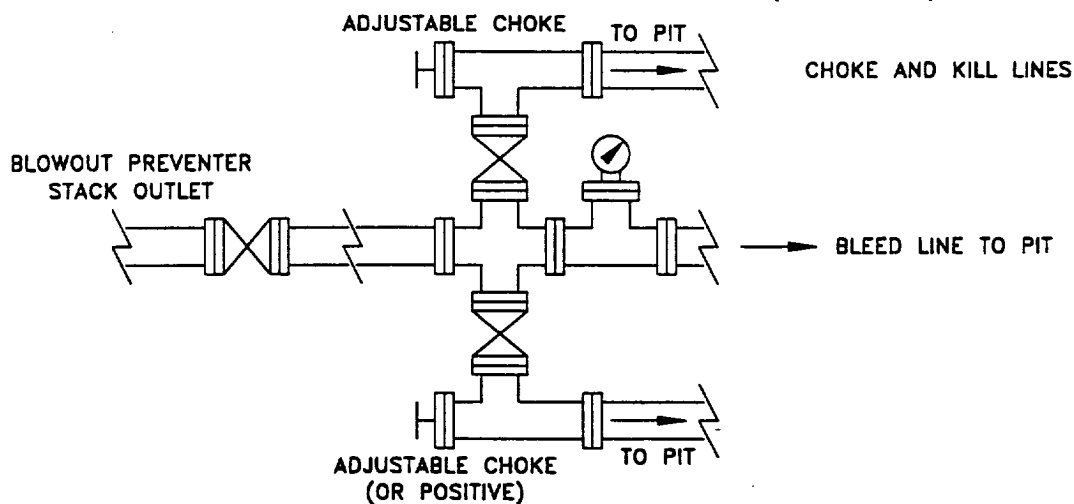 ADJUSTABLE CHOKE
TO PIT
CHOKE AND KILL LINES
BLOWOUT PREVENTER
STACK OUTLET
BLEED LINE TO PIT
TO PIT
ADJUSTABLE CHOKE
(OR POSITIVE)